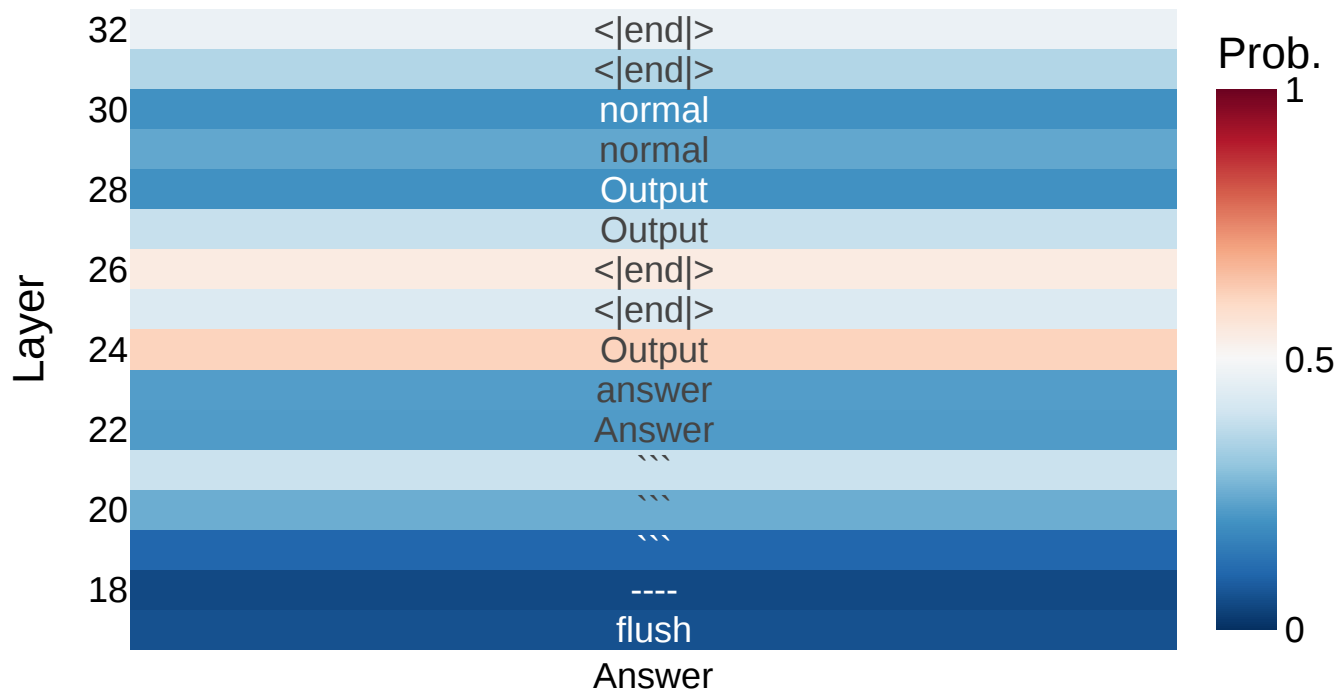 32 <|end|>
<|end|>
30 normal
normal
28 Output
Output
26 <|end|>
<|end|>
24 Output
answer
22 Answer
```
20 ```
```
18 ----
flush
Answer
Layer
Prob.
1
0.5
0